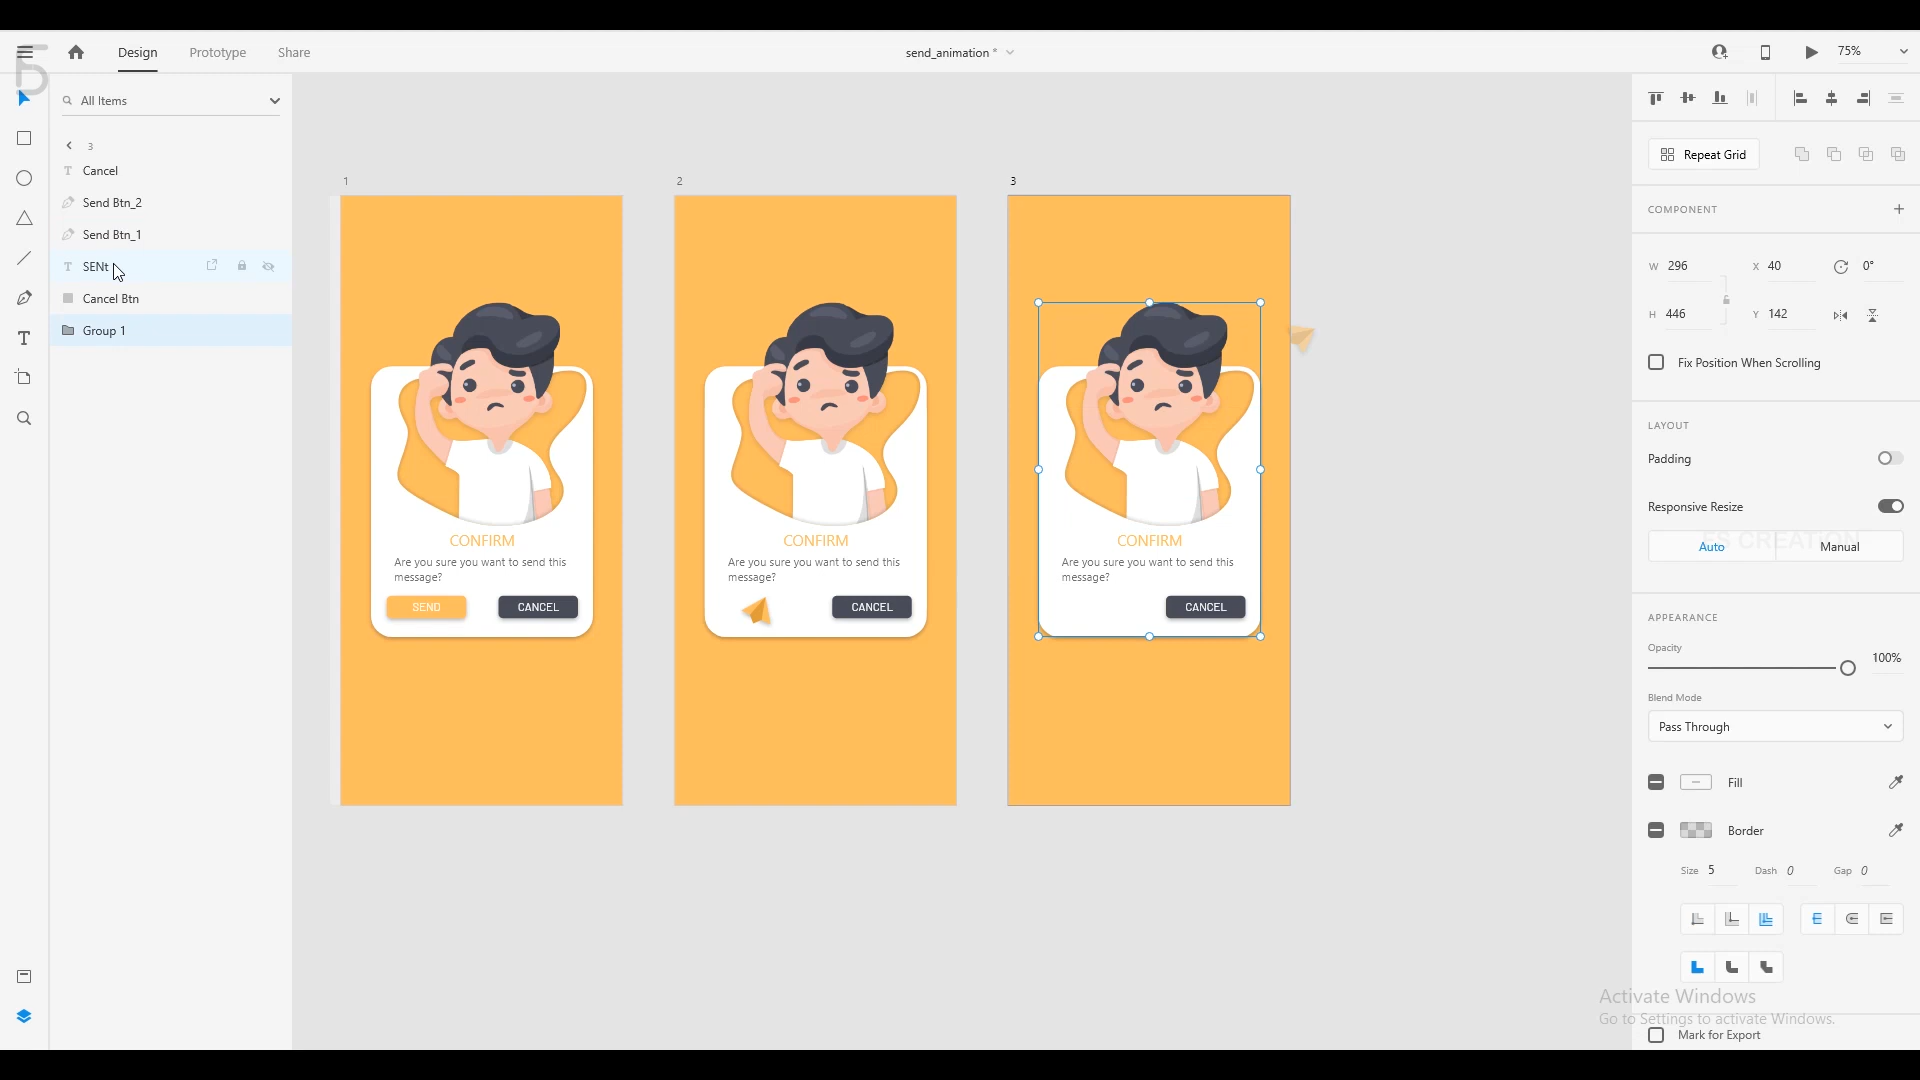 Design
Prototype
Share
send_animation *
75%
All Items
3
Cancel
Send Btn_2
Send Btn_1
SENt
Cancel Btn
Group 1
1
2
3
CONFIRM
Are you sure you want to send this
message?
SEND
CANCEL
CONFIRM
Are you sure you want to send this
message?
CANCEL
CONFIRM
Are you sure you want to send this
message?
CANCEL
Repeat Grid
COMPONENT
W 296
X 40
0°
H 446
Y 142
Fix Position When Scrolling
LAYOUT
Padding
Responsive Resize
FS CREATiON
Auto
Manual
APPEARANCE
Opacity
100%
Blend Mode
Pass Through
Fill
Border
Size 5
Dash 0
Gap 0
Activate Windows
Go to Settings to activate Windows.
Mark for Export